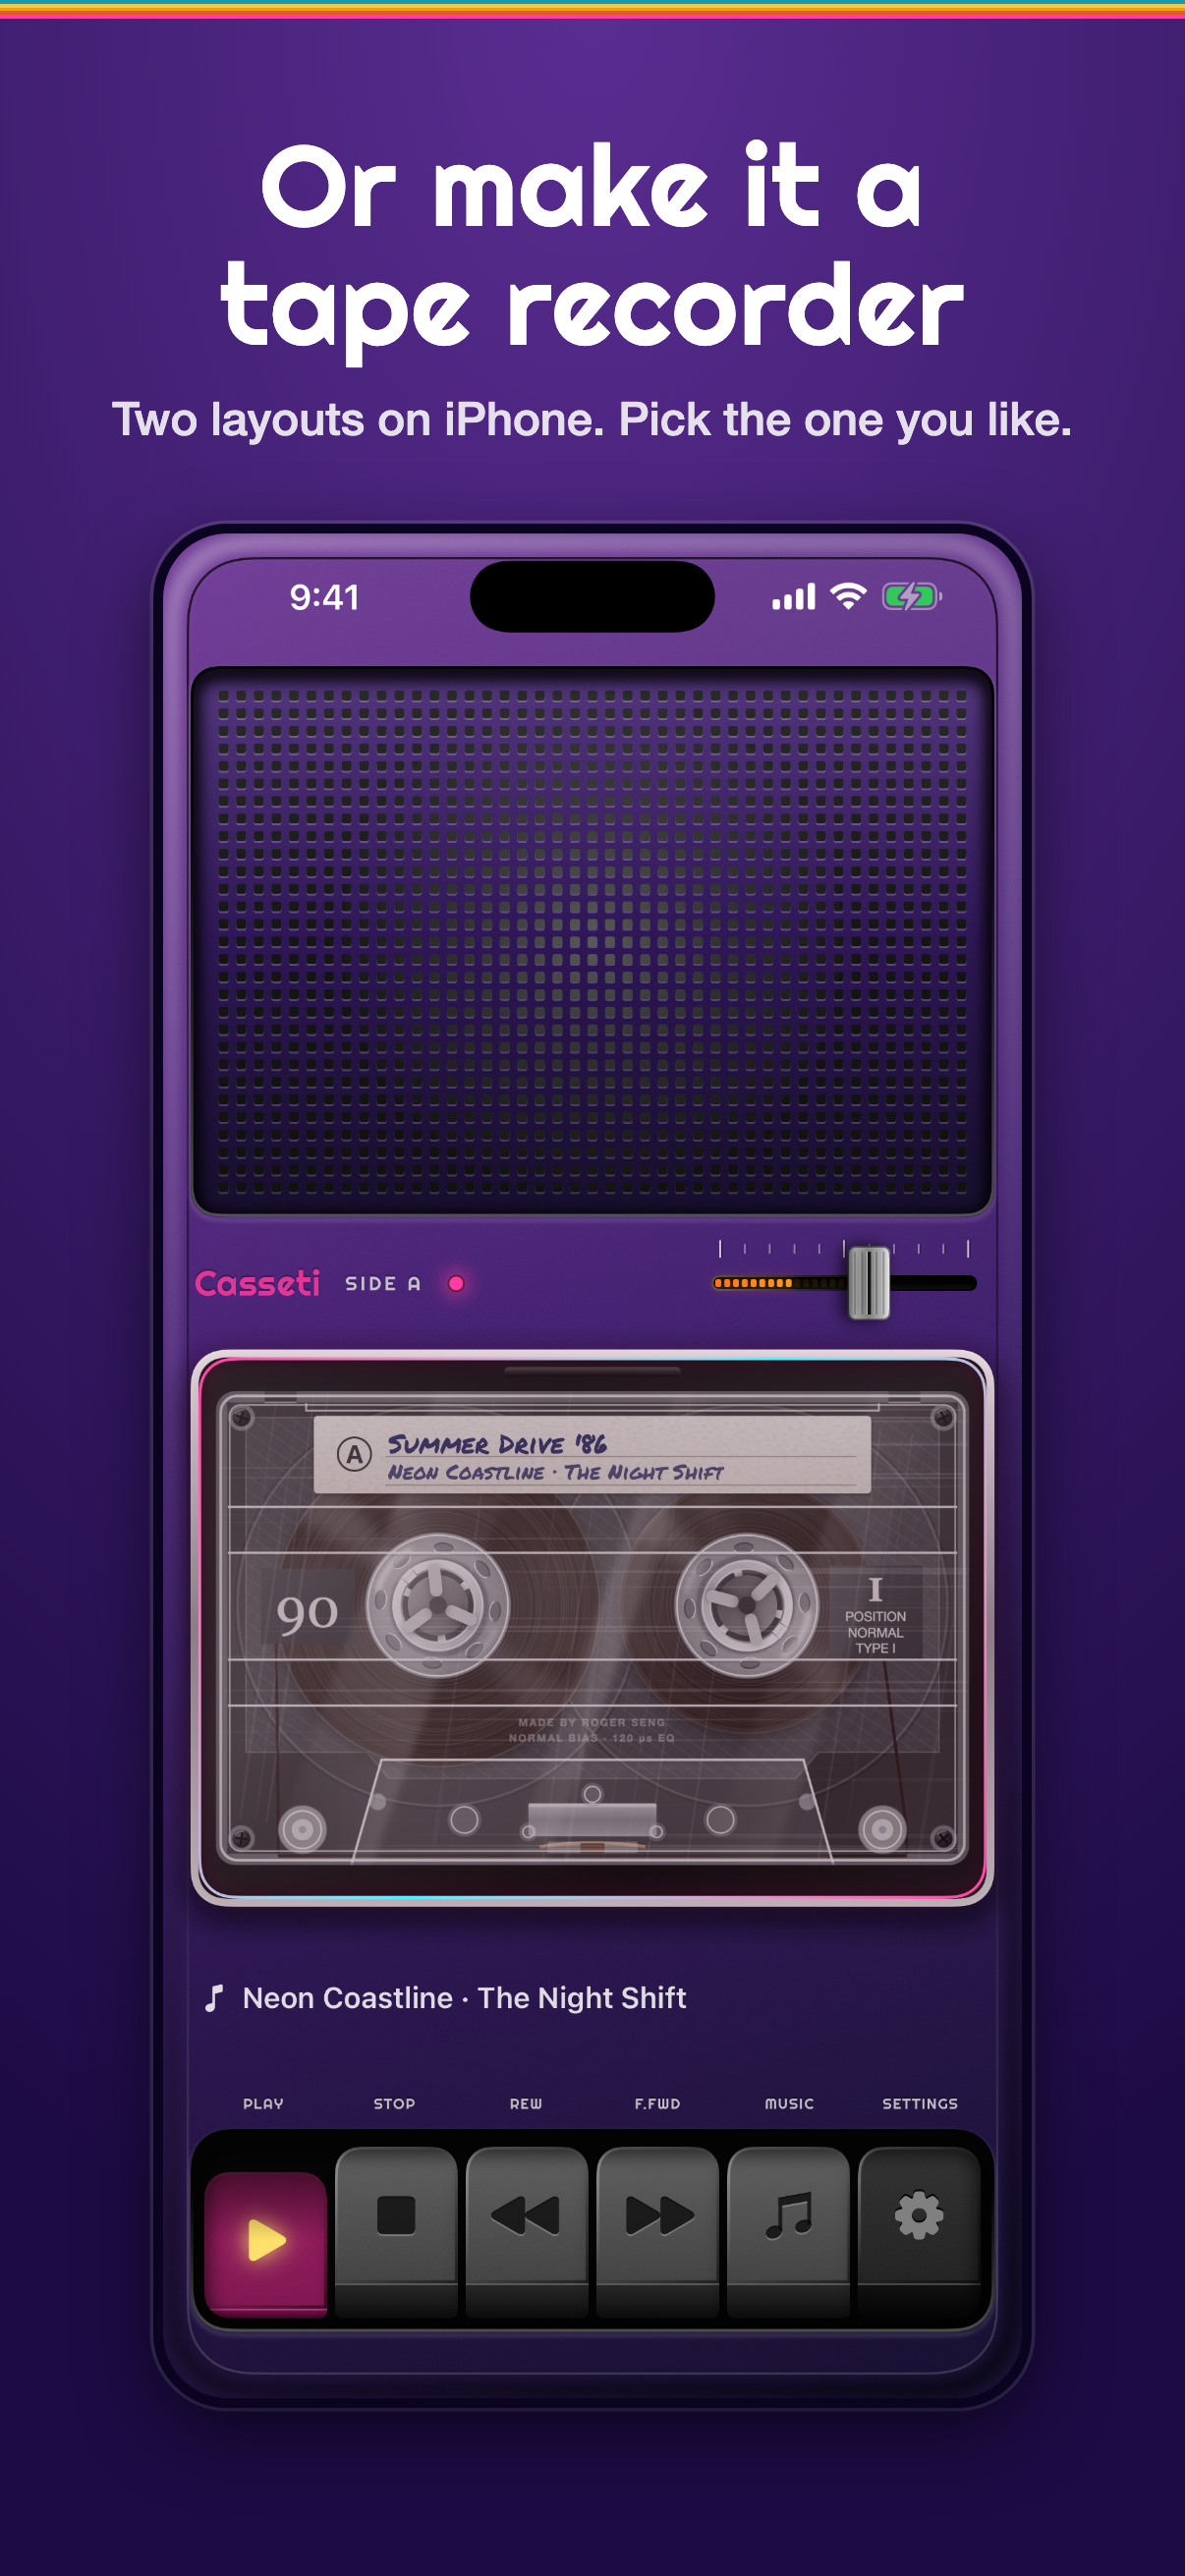 Or make it a
tape recorder
Two layouts on iPhone. Pick the one you like.
9:41
Casseti SIDE A
A
SUMMER DRIVE '86
NEON COASTLINE · THE NIGHT SHIFT
90
I
POSITION
NORMAL
TYPE I
MADE BY ROGER SENG
NORMAL BIAS · 120 µs EQ
Neon Coastline · The Night Shift
PLAY STOP REW F.FWD MUSIC SETTINGS